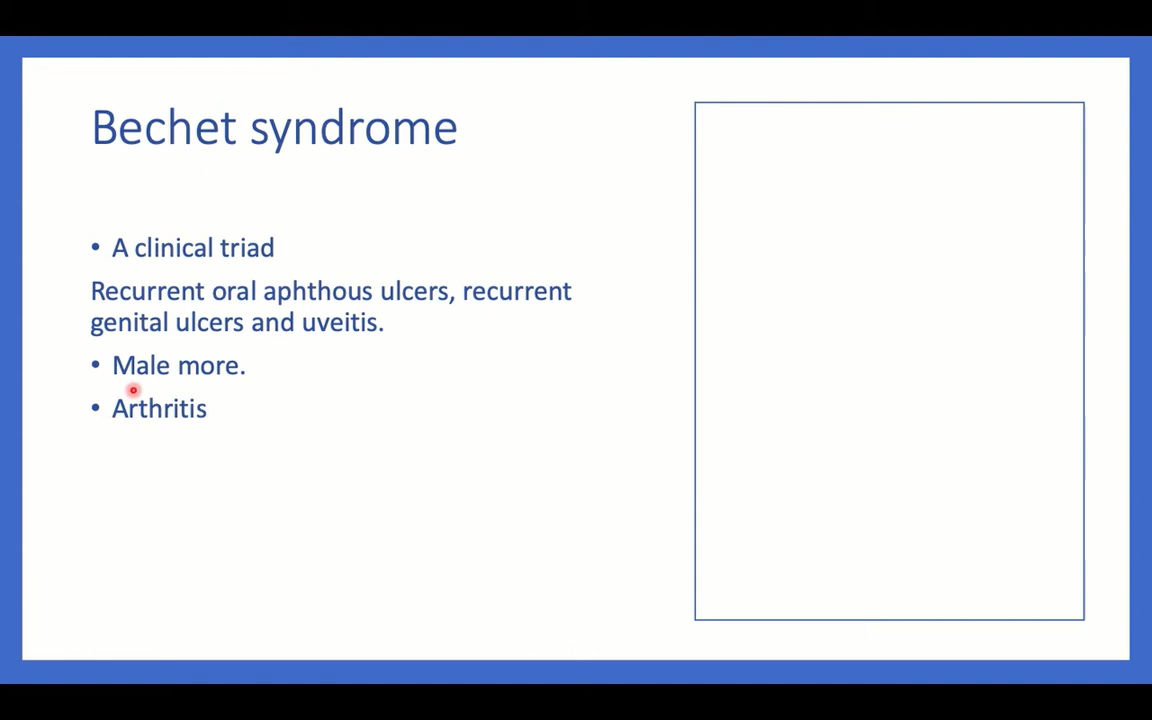 Bechet syndrome
• A clinical triad
Recurrent oral aphthous ulcers, recurrent
genital ulcers and uveitis.
• Male more.
• Arthritis